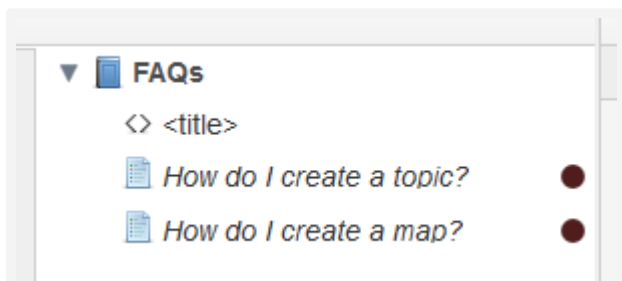 FAQs
<> <title>
How do I create a topic?
How do I create a map?